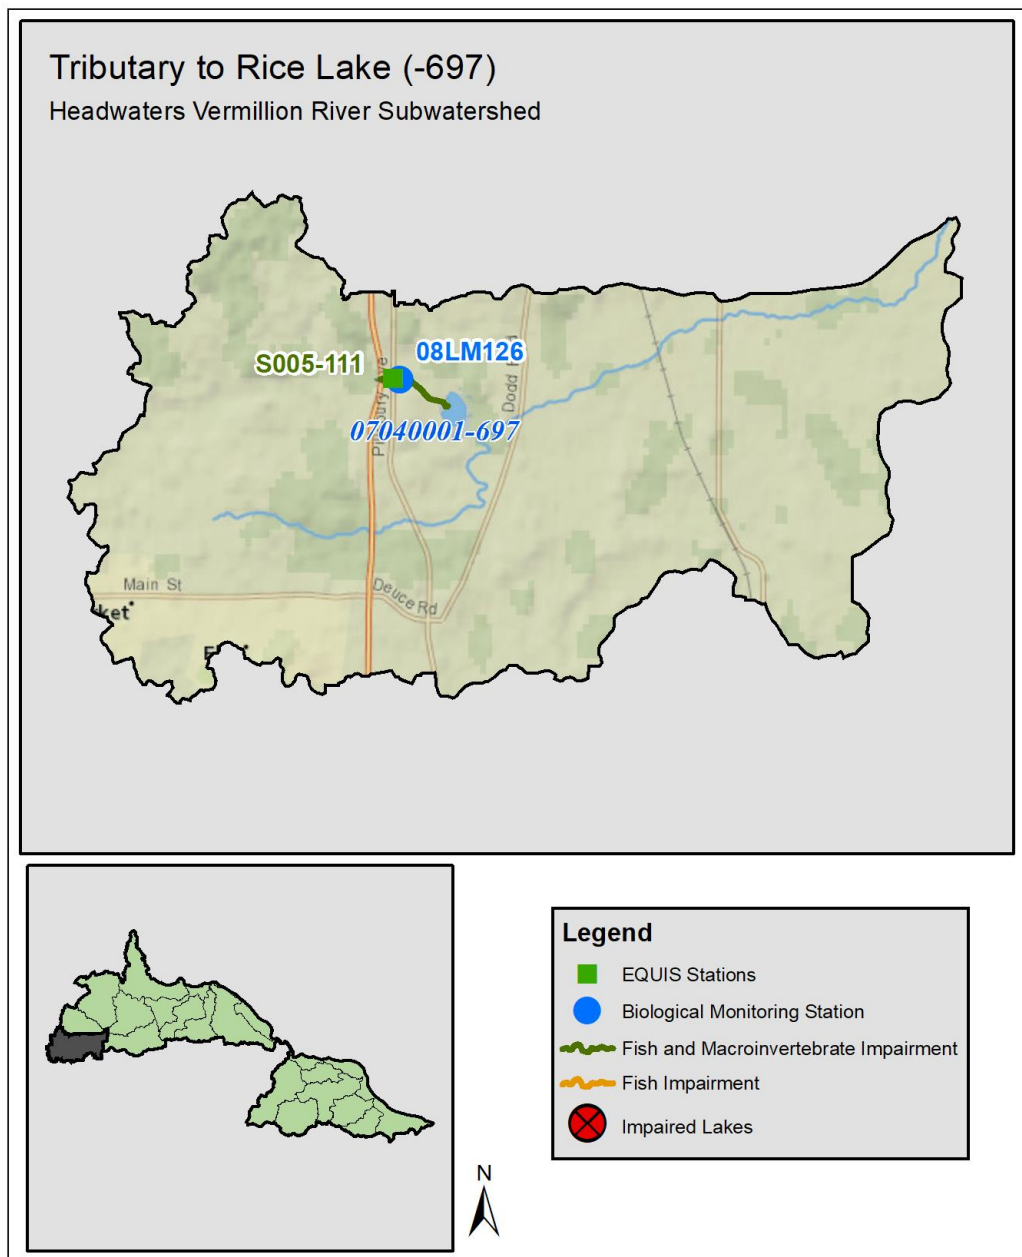 Tributary to Rice Lake (-697)
Headwaters Vermillion River Subwatershed
S005-111
08LM126
07040001-697
Main St
ket
Deuce Rd
Legend
EQUIS Stations
Biological Monitoring Station
Fish and Macroinvertebrate Impairment
Fish Impairment
Impaired Lakes
N